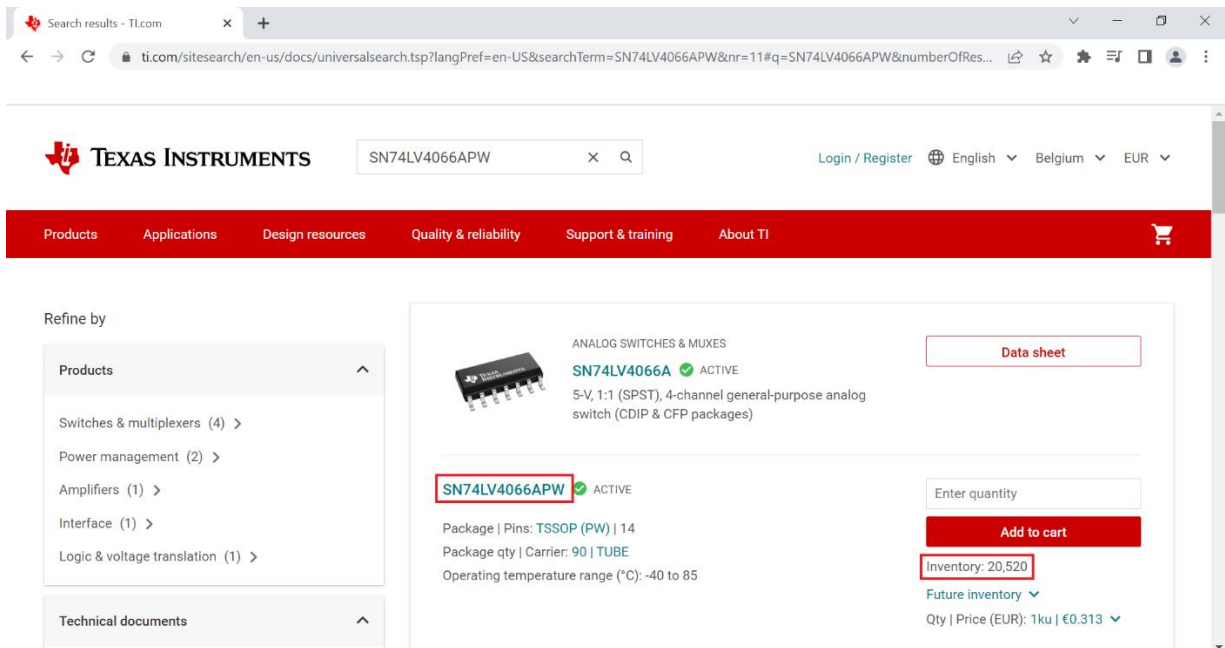 Search results - TI.com
ti.com/sitesearch/en-us/docs/universalsearch.tsp?langPref=en-US&searchTerm=SN74LV4066APW&nr=11#q=SN74LV4066APW&numberOfRes...
TEXAS INSTRUMENTS
SN74LV4066APW
Login / Register English Belgium EUR
Products Applications Design resources Quality & reliability Support & training About TI
Refine by
Products
Switches & multiplexers (4)
Power management (2)
Amplifiers (1)
Interface (1)
Logic & voltage translation (1)
Technical documents
TEXAS INSTRUMENTS
ANALOG SWITCHES & MUXES
SN74LV4066A ACTIVE
5-V, 1:1 (SPST), 4-channel general-purpose analog
switch (CDIP & CFP packages)
Data sheet
SN74LV4066APW ACTIVE
Package | Pins: TSSOP (PW) | 14
Package qty | Carrier: 90 | TUBE
Operating temperature range (°C): -40 to 85
Enter quantity
Add to cart
Inventory: 20,520
Future inventory
Qty | Price (EUR): 1ku | €0.313